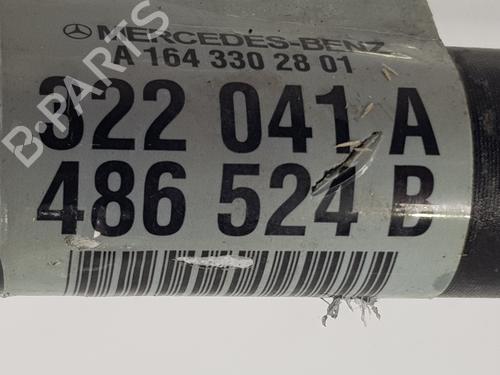 MERCEDES-BENZ
A 164 330 28 01
322 041 A
486 524 B
B-PARTS